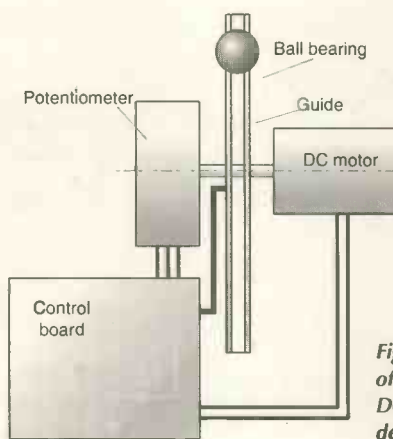 Ball bearing
Potentiometer
Guide
DC motor
Control
board
Fig
of
D
de